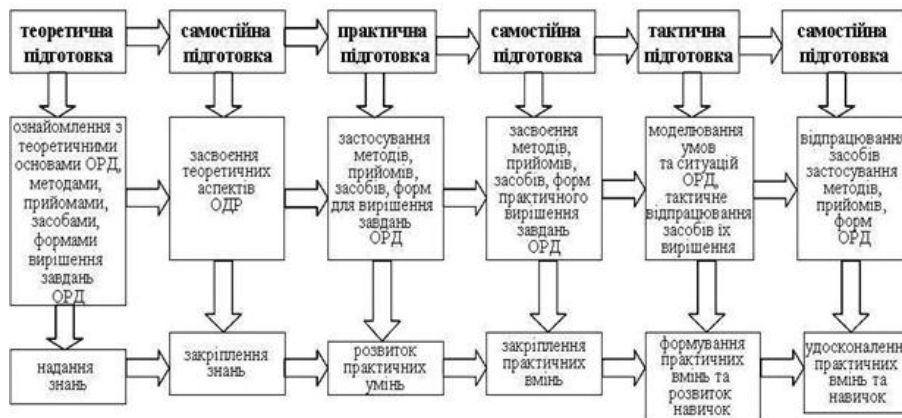 теоретична
підготовка
самостійна
підготовка
практична
підготовка
самостійна
підготовка
тактична
підготовка
самостійна
підготовка
ознайомлення з
теоретичними
основами ОРД,
методами,
прийомами,
засобами,
формами
вирішення
завдань
ОРД
засвоєння
теоретичних
аспектів
ОДР
застосування
методів,
прийомів,
засобів, форм
для вирішення
завдань
ОРД
засвоєння
методів,
прийомів,
засобів, форм
практичного
вирішення
завдань
ОРД
моделювання
умов
та ситуацій
ОРД,
тактичне
відпрацювання
засобів їх
вирішення
відпрацювання
засобів
застосування
методів,
прийомів,
форм
ОРД
надання
знань
закріплення
знань
розвиток
практичних
умінь
закріплення
практичних
вмінь
формування
практичних
вмінь та
розвиток
навичок
удосконален
практичних
вмінь та
навичок